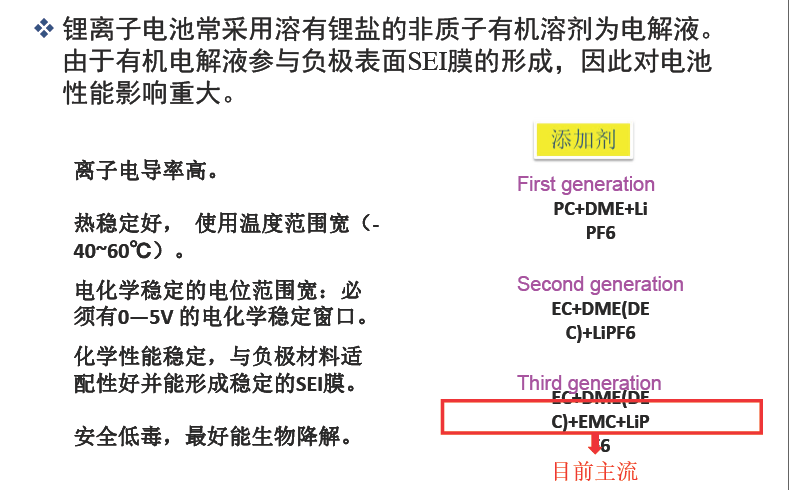 锂离子电池常采用溶有锂盐的非质子有机溶剂为电解液。
由于有机电解液参与负极表面SEI膜的形成，因此对电池
性能影响重大。
离子电导率高。
热稳定好， 使用温度范围宽（-
40~60℃）。
电化学稳定的电位范围宽：必
须有0—5V 的电化学稳定窗口。
化学性能稳定，与负极材料适
配性好并能形成稳定的SEI膜。
安全低毒，最好能生物降解。
添加剂
First generation
PC+DME+Li
PF6
Second generation
EC+DME(DE
C)+LiPF6
Third generation
EC+DME(DE
C)+EMC+LiP
F6
目前主流